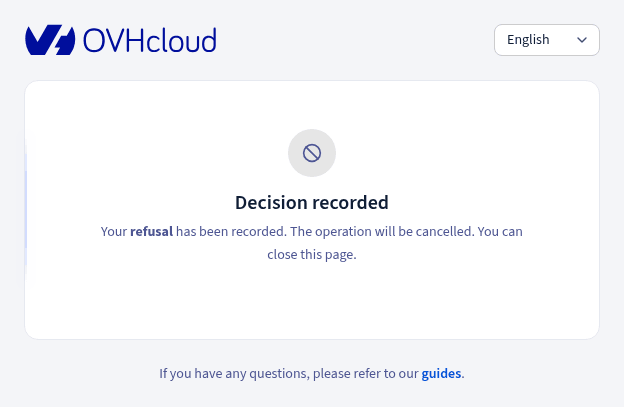 OVHcloud
English
Decision recorded
Your refusal has been recorded. The operation will be cancelled. You can
close this page.
If you have any questions, please refer to our guides.